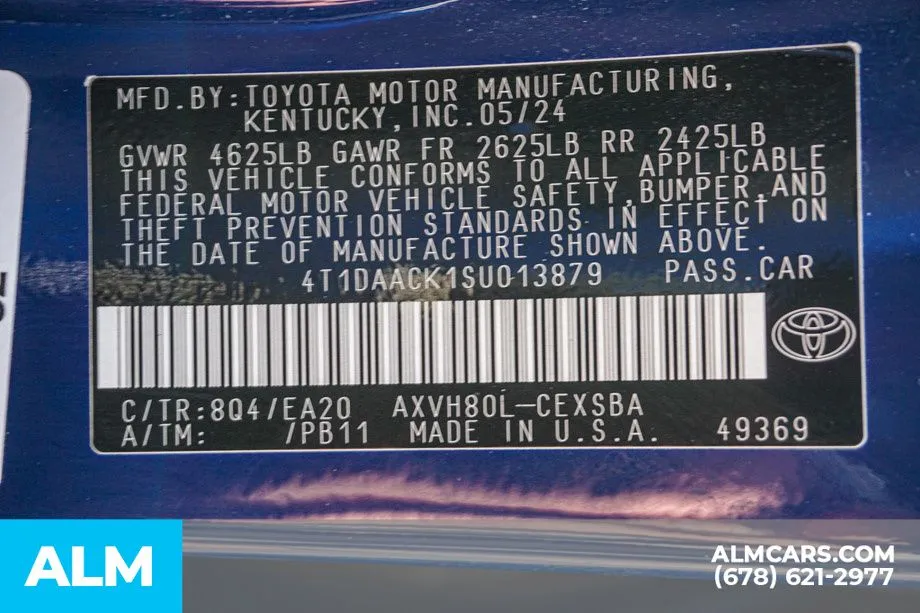 MFD.BY:TOYOTA MOTOR MANUFACTURING,
KENTUCKY,INC.05/24
GVWR 4625LB GAWR FR 2625LB RR 2425LB
THIS VEHICLE CONFORMS TO ALL APPLICABLE
FEDERAL MOTOR VEHICLE SAFETY,BUMPER,AND
THEFT PREVENTION STANDARDS IN EFFECT ON
THE DATE OF MANUFACTURE SHOWN ABOVE.
4T1DAACK1SU013879 PASS.CAR
C/TR:8Q4/EA20 AXVH80L-CEXSBA
A/TM: /PB11 MADE IN U.S.A. 49369
ALM
ALMCARS.COM
(678) 621-2977